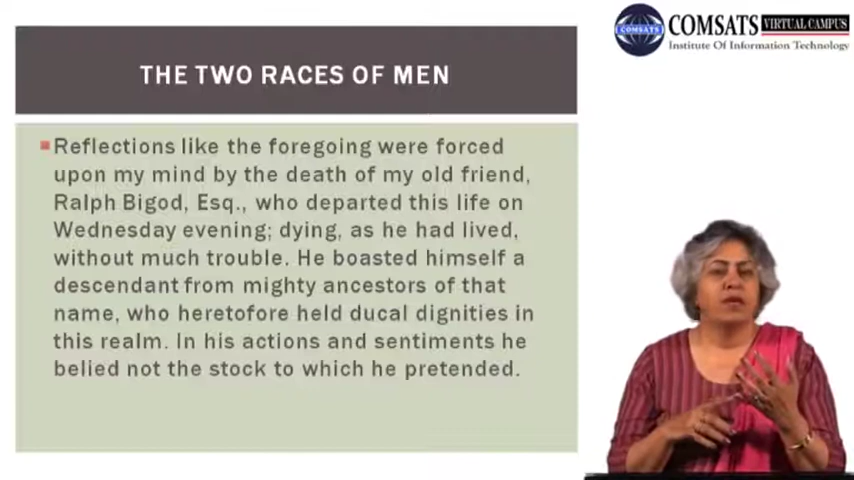 THE TWO RACES OF MEN
Reflections like the foregoing were forced
upon my mind by the death of my old friend,
Ralph Bigod, Esq., who departed this life on
Wednesday evening; dying, as he had lived,
without much trouble. He boasted himself a
descendant from mighty ancestors of that
name, who heretofore held ducal dignities in
this realm. In his actions and sentiments he
belied not the stock to which he pretended.
COMSATS
COMSATS VIRTUAL CAMPUS
Institute Of Information Technology